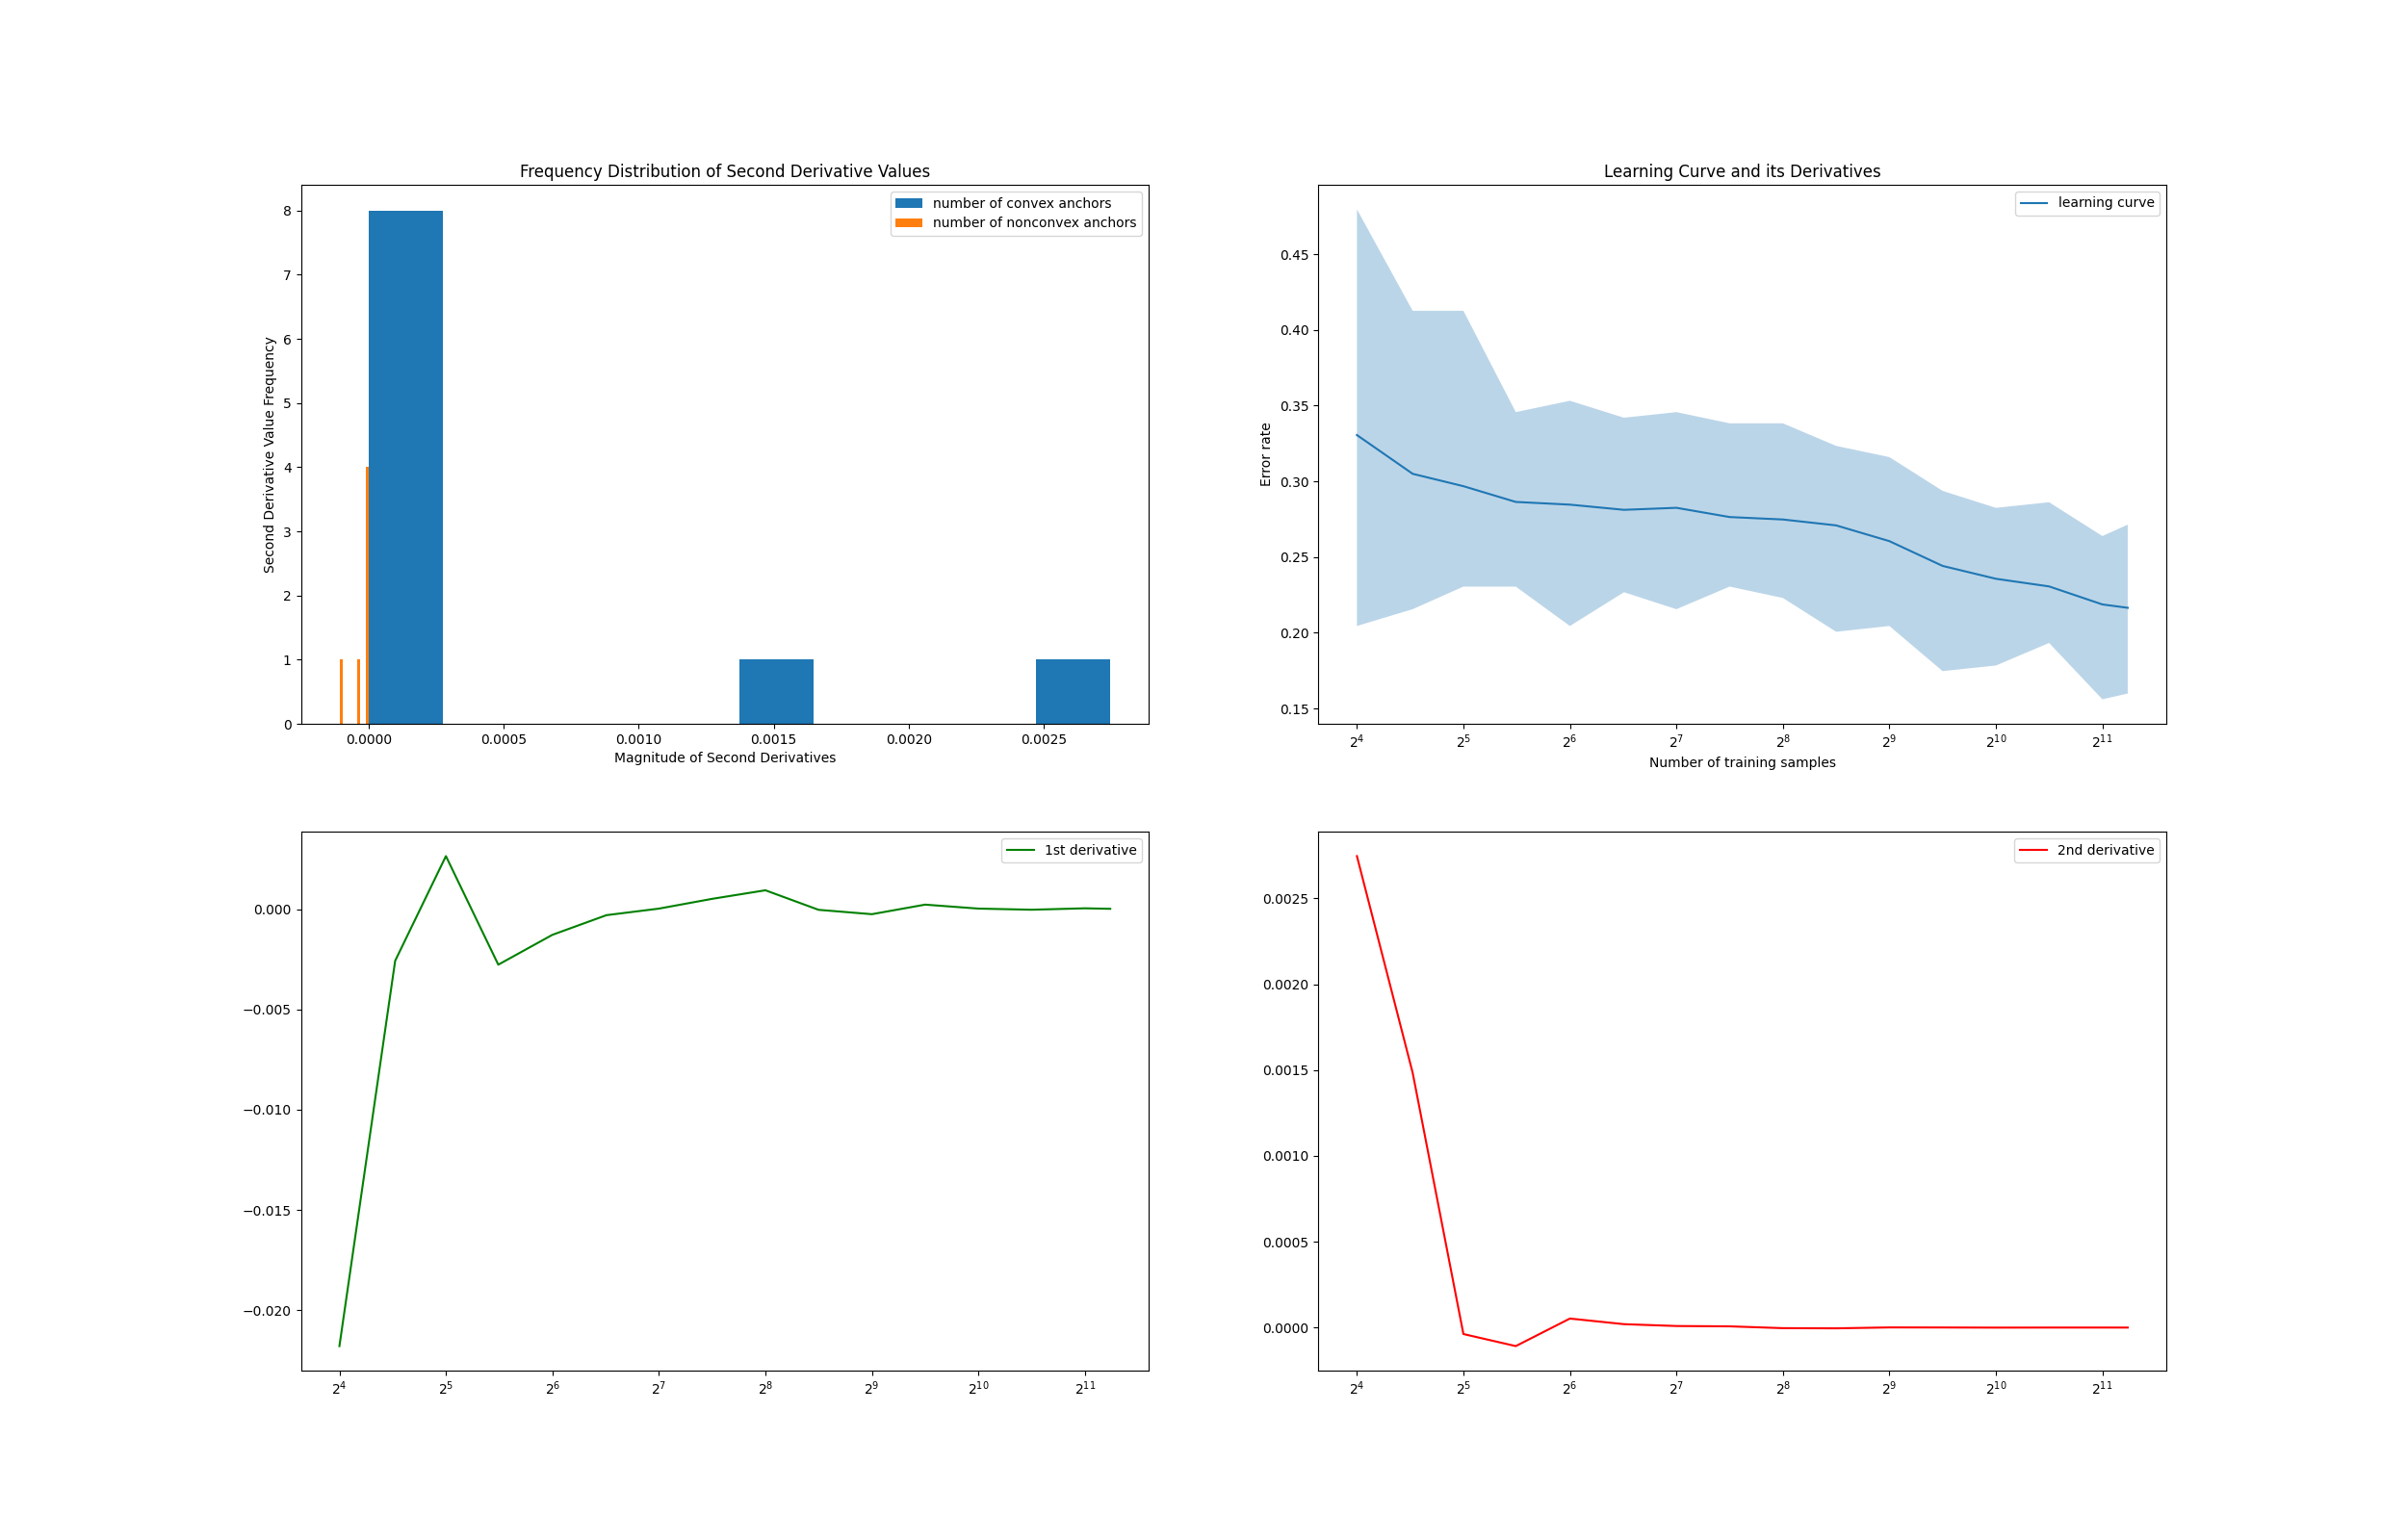 Frequency Distribution of Second Derivative Values
number of convex anchors
number of nonconvex anchors
Second Derivative Value Frequency
8
7
6
5
4
3
2
1
0
0.0000 0.0005 0.0010 0.0015 0.0020 0.0025
Magnitude of Second Derivatives
Learning Curve and its Derivatives
learning curve
Error rate
0.45
0.40
0.35
0.30
0.25
0.20
0.15
2⁴ 2⁵ 2⁶ 2⁷ 2⁸ 2⁹ 2¹⁰ 2¹¹
Number of training samples
1st derivative
0.000
−0.005
−0.010
−0.015
−0.020
2⁴ 2⁵ 2⁶ 2⁷ 2⁸ 2⁹ 2¹⁰ 2¹¹
2nd derivative
0.0025
0.0020
0.0015
0.0010
0.0005
0.0000
2⁴ 2⁵ 2⁶ 2⁷ 2⁸ 2⁹ 2¹⁰ 2¹¹